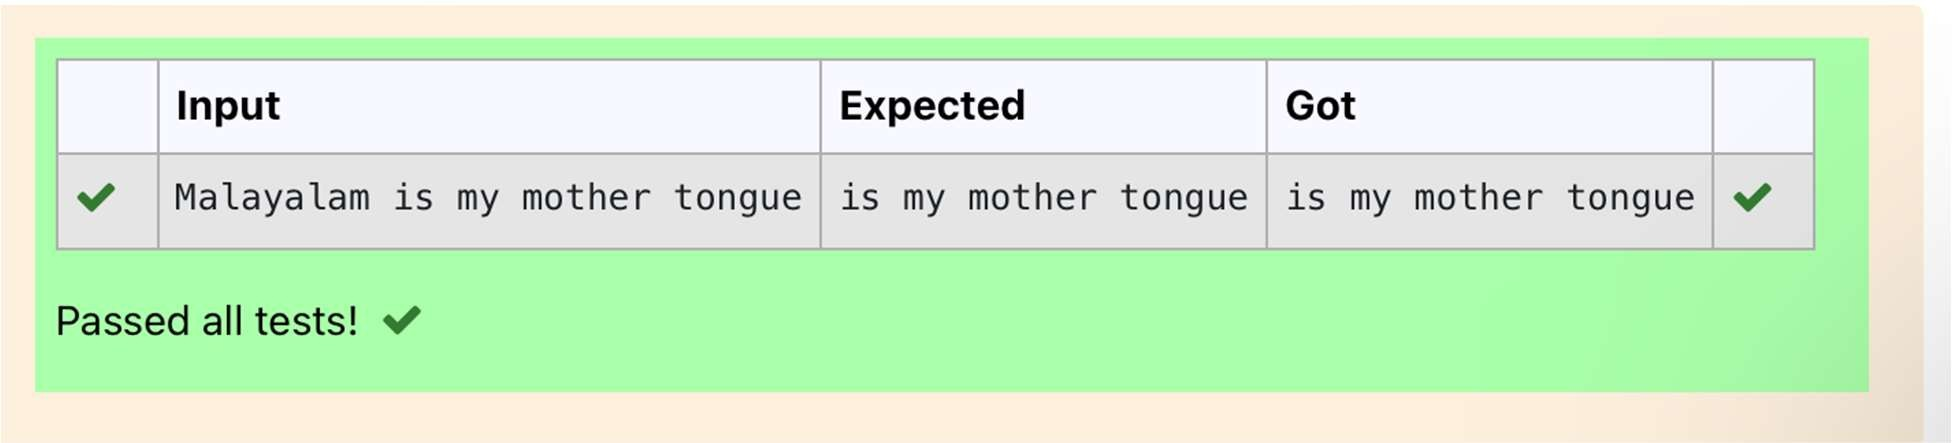 Input Expected Got
Malayalam is my mother tongue is my mother tongue is my mother tongue
Passed all tests!